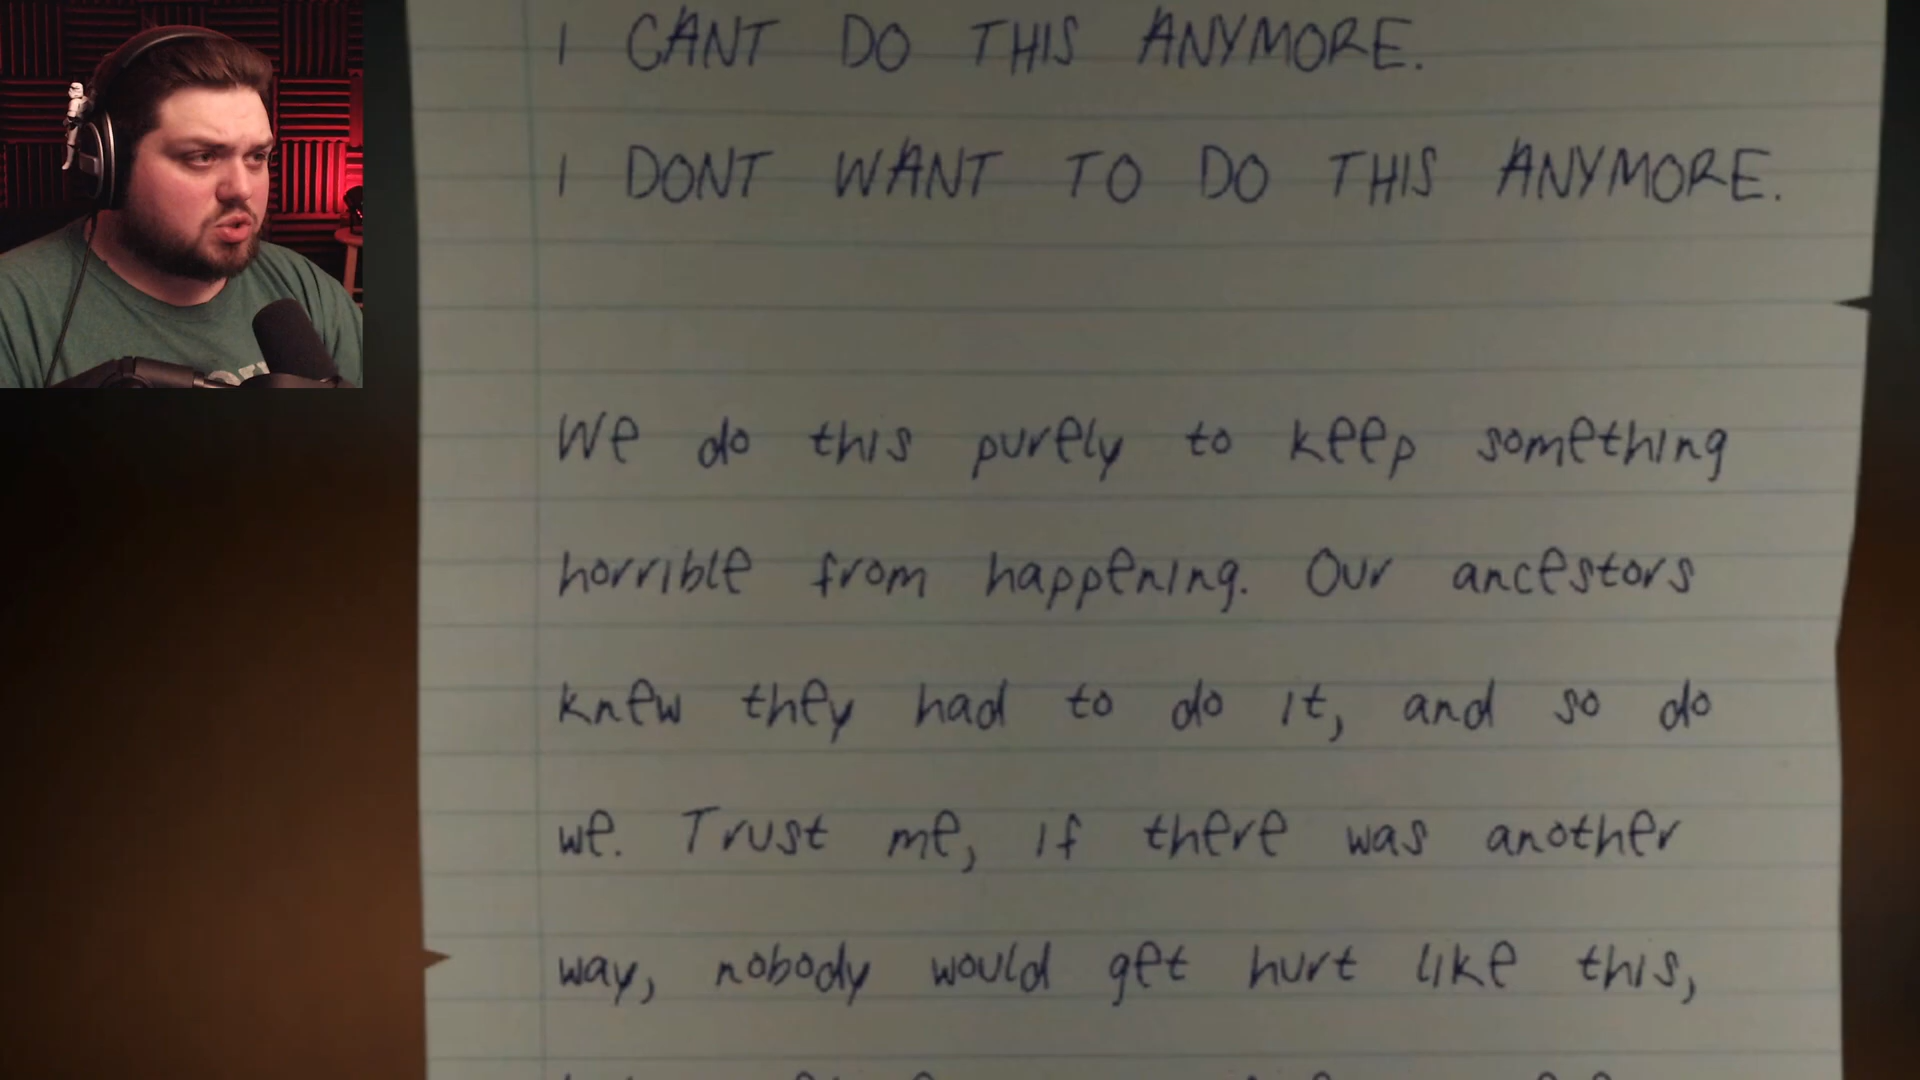 I CANT DO THIS ANYMORE.
I DONT WANT TO DO THIS ANYMORE.
We do this purely to keep something
horrible from happening. Our ancestors
knew they had to do it, and so do
we. Trust me, if there was another
way, nobody would get hurt like this,